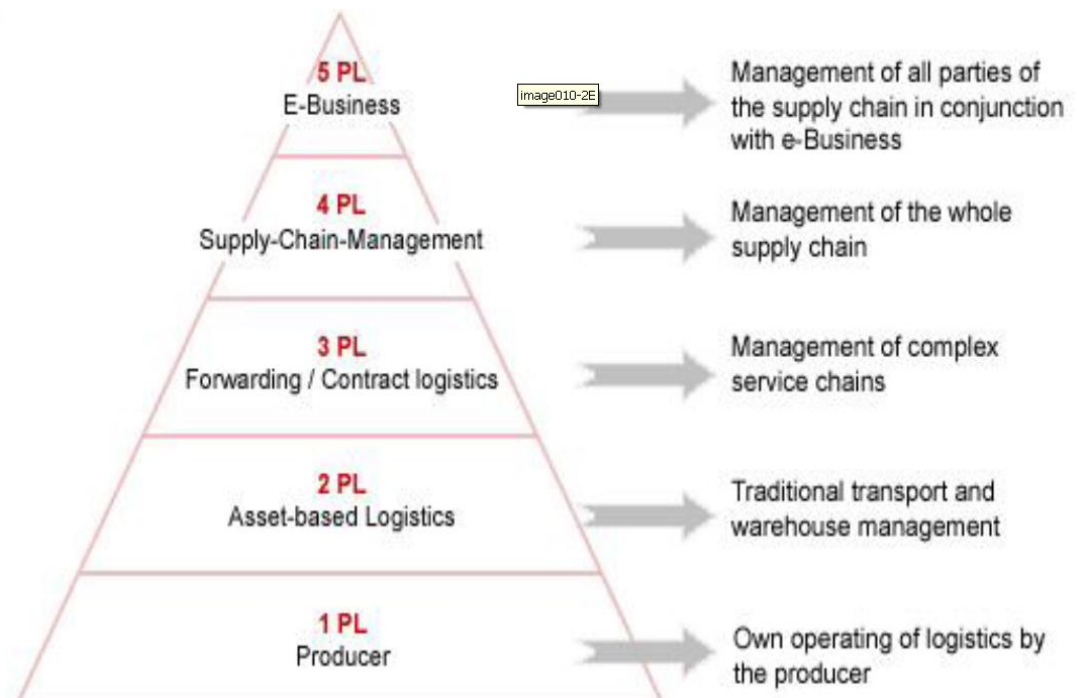 5 PL
E-Business
image010-2E
Management of all parties of
the supply chain in conjunction
with e-Business
4 PL
Supply-Chain-Management
Management of the whole
supply chain
3 PL
Forwarding / Contract logistics
Management of complex
service chains
2 PL
Asset-based Logistics
Traditional transport and
warehouse management
1 PL
Producer
Own operating of logistics by
the producer